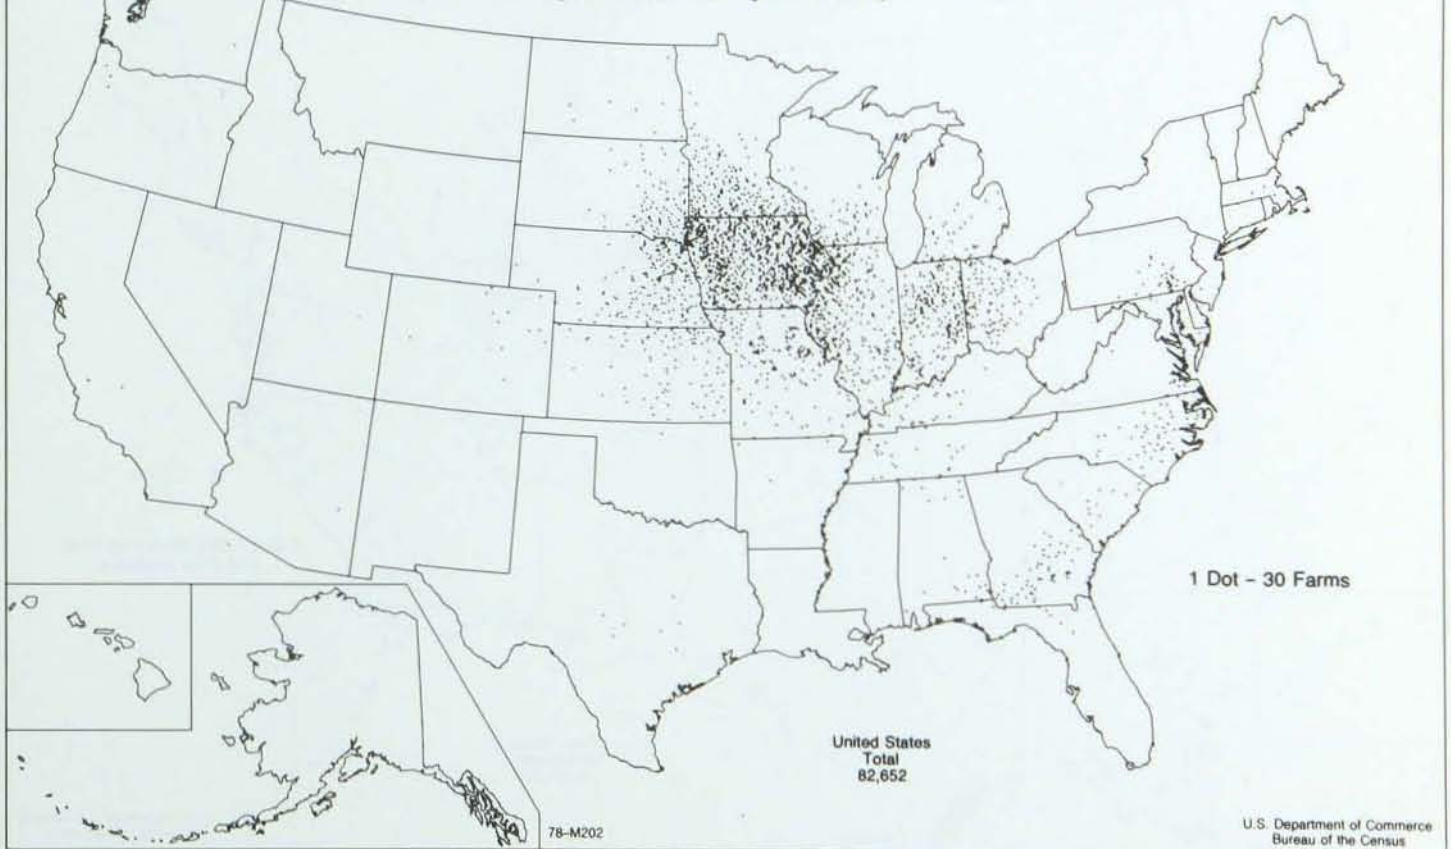 1 Dot - 30 Farms
United States
Total
82,652
78-M202
U.S. Department of Commerce
Bureau of the Census